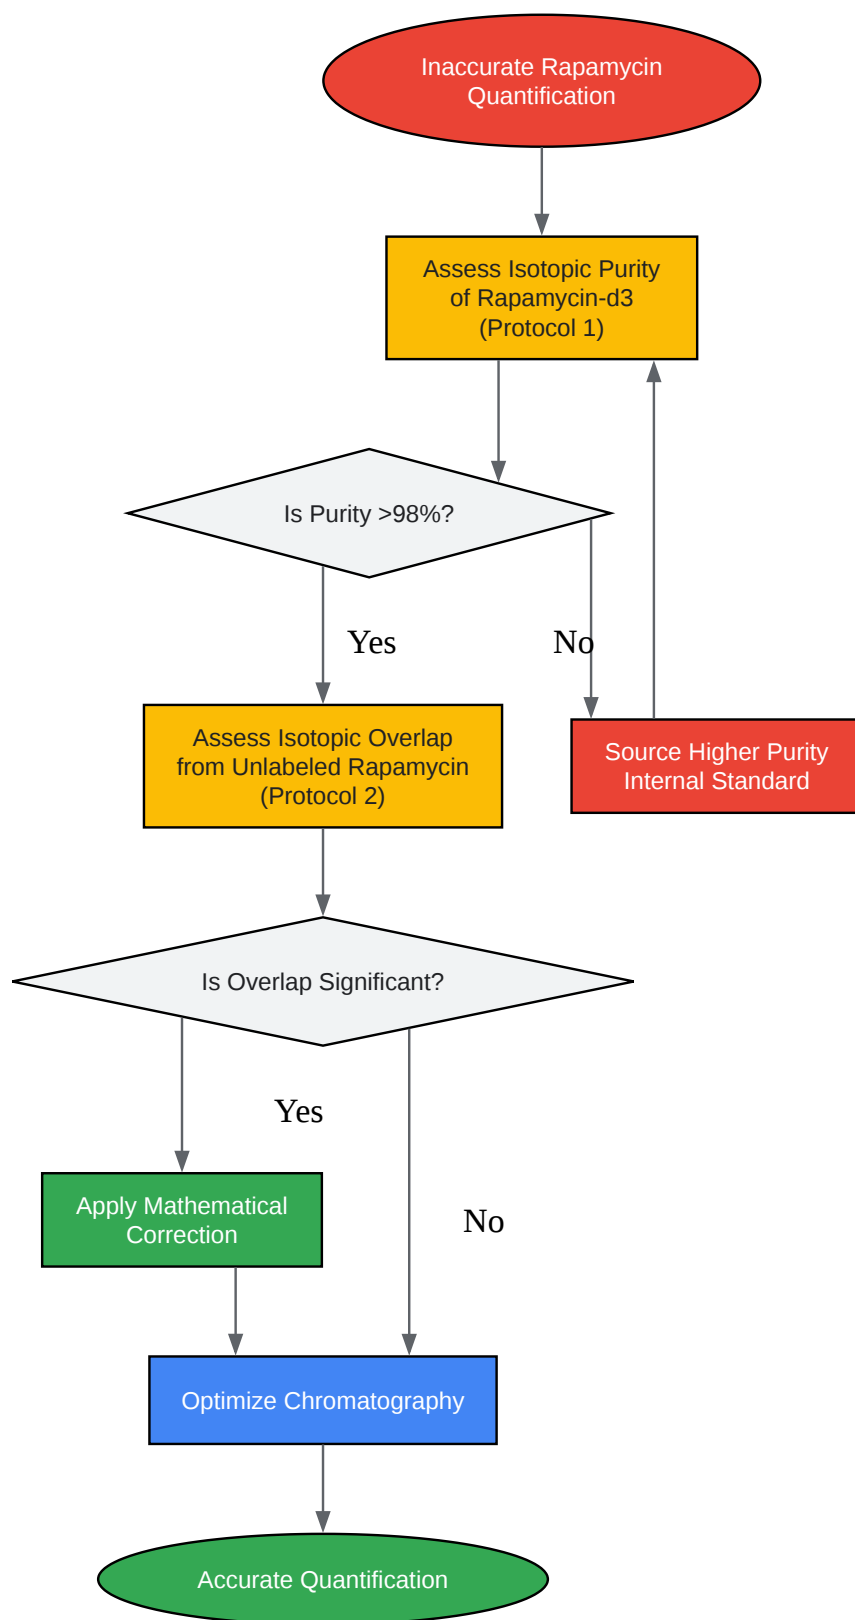 Inaccurate Rapamycin
Quantification
Assess Isotopic Purity
of Rapamycin-d3
(Protocol 1)
Is Purity >98%?
Yes
No
Assess Isotopic Overlap
from Unlabeled Rapamycin
(Protocol 2)
Source Higher Purity
Internal Standard
Is Overlap Significant?
Yes
Apply Mathematical
Correction
No
Optimize Chromatography
Accurate Quantification